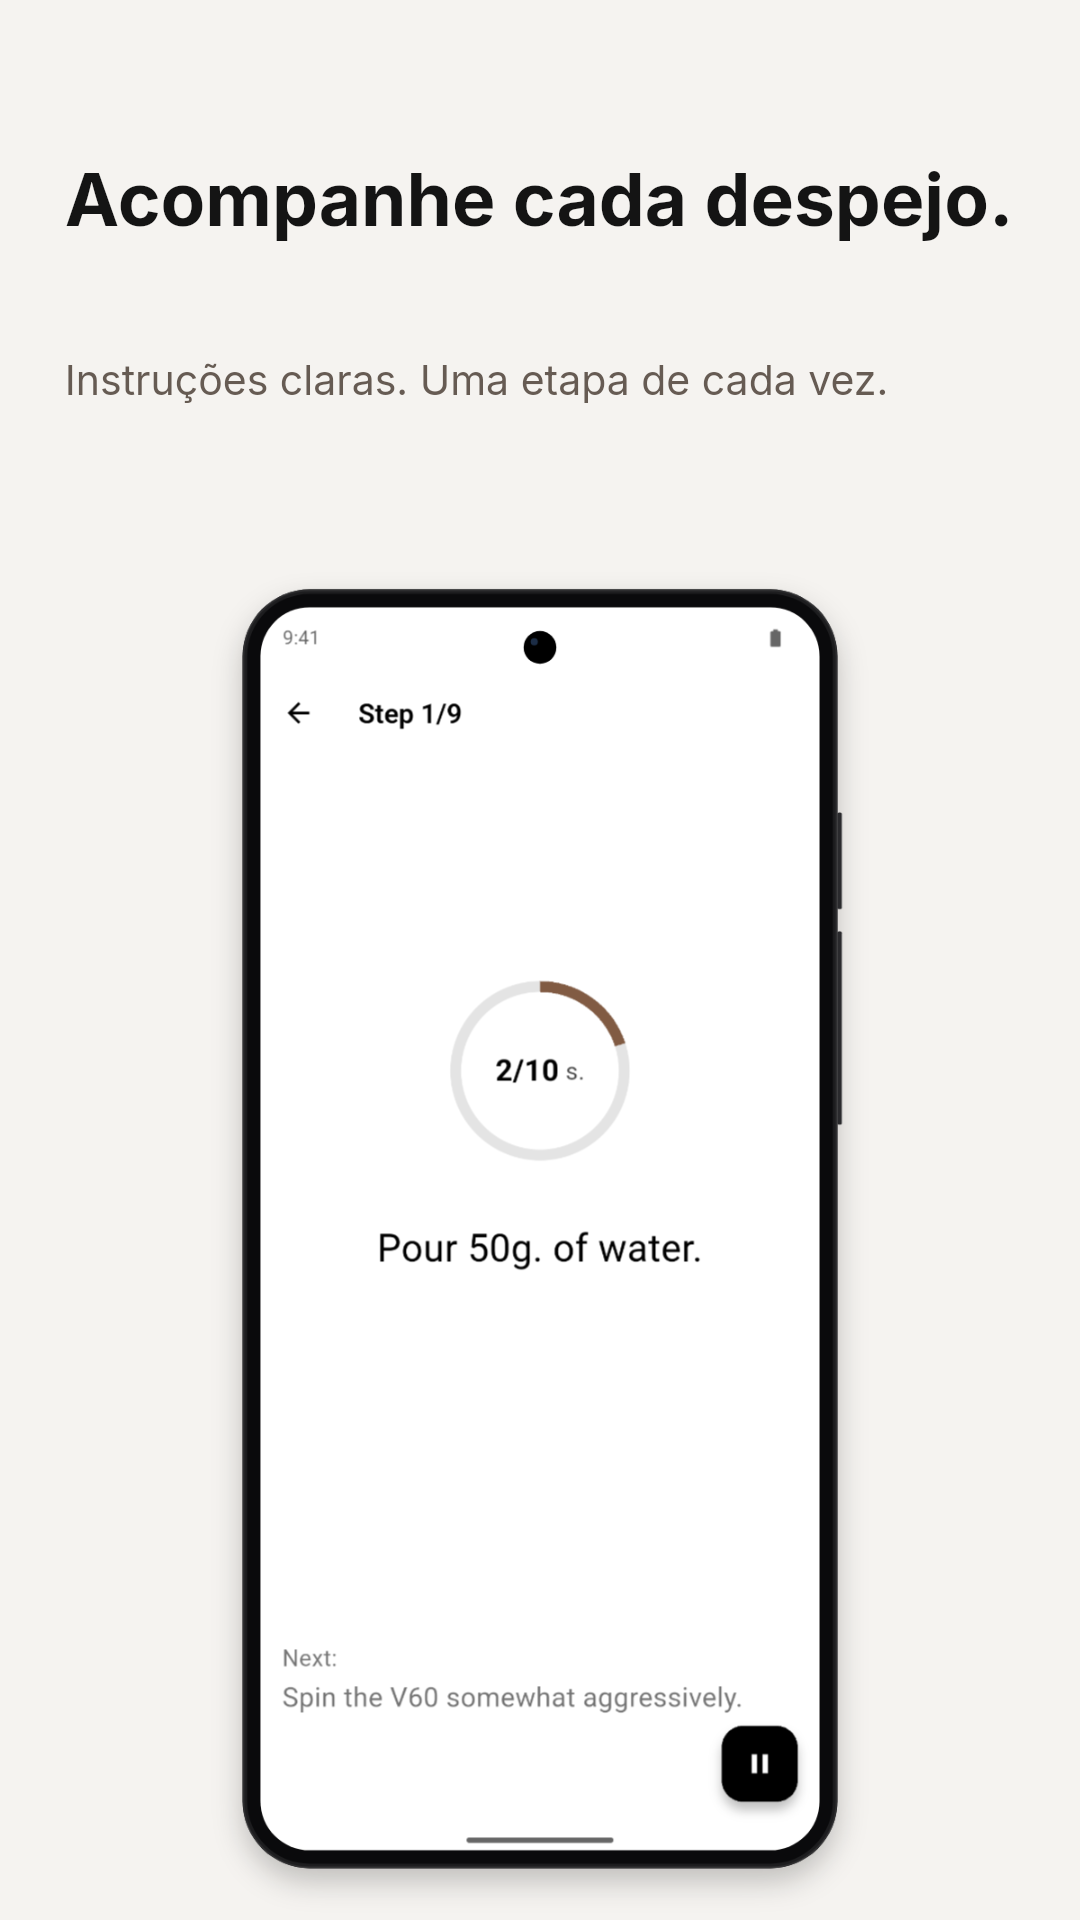 Acompanhe cada despejo.
Instruções claras. Uma etapa de cada vez.
9:41
Step 1/9
2/10 s.
Pour 50g. of water.
Next:
Spin the V60 somewhat aggressively.